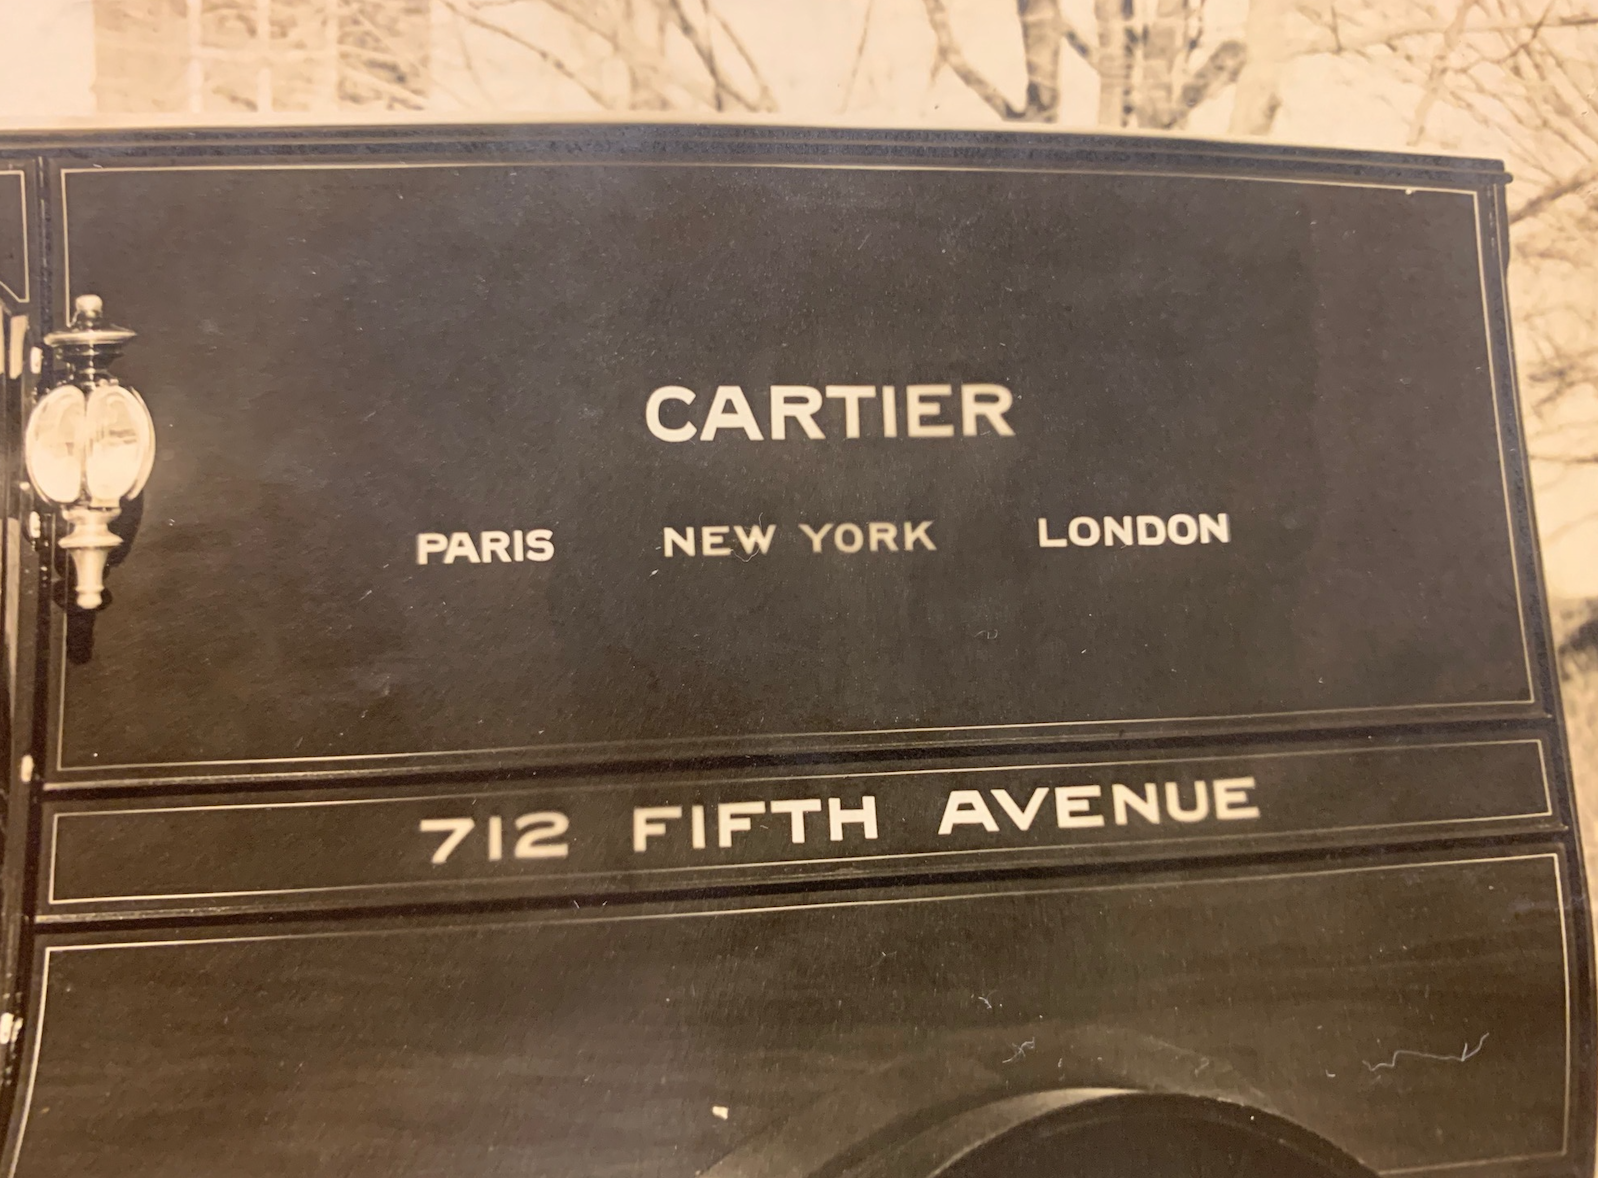 CARTIER
PARIS NEW YORK LONDON
712 FIFTH AVENUE